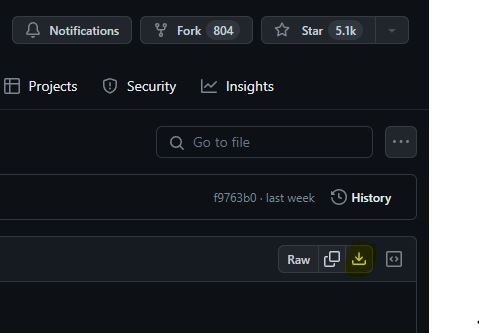 Notifications Fork 804 Star 5.1k
Projects Security Insights
Go to file
f9763b0 · last week History
Raw